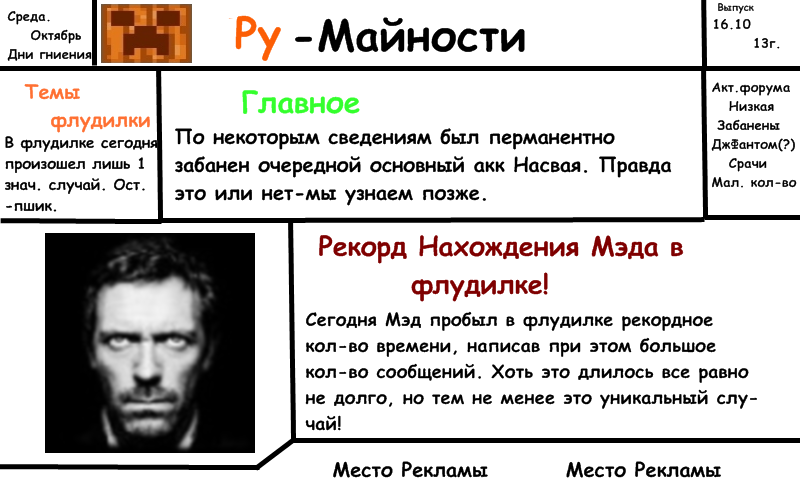 Среда.
Октябрь
Дни гниения
Ру -Майности
Выпуск
16.10
13г.
Темы
флудилки
В флудилке сегодня
произошел лишь 1
знач. случай. Ост.
-пшик.
Главное
По некоторым сведениям был перманентно
забанен очередной основный акк Насвая. Правда
это или нет-мы узнаем позже.
Акт.форума
Низкая
Забанены
ДжФантом(?)
Срачи
Мал. кол-во
Рекорд Нахождения Мэда в
флудилке!
Сегодня Мэд пробыл в флудилке рекордное
кол-во времени, написав при этом большое
кол-во сообщений. Хоть это длилось все равно
не долго, но тем не менее это уникальный слу-
чай!
Место Рекламы
Место Рекламы